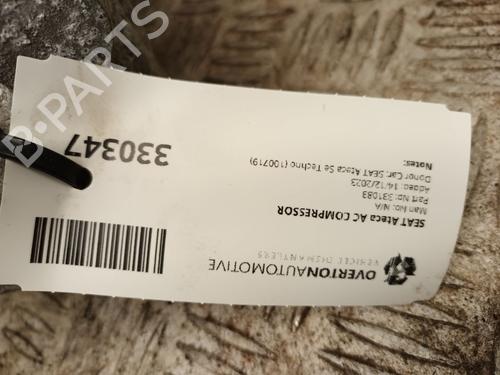 OVERTONAUTOMOTIVE
VEHICLE DISMANTLERS
SEAT Ateca AC COMPRESSOR
Man No: N/A
Part No: 331083
Added: 14/12/2023
Donor Car: SEAT Ateca Se Techno (100719)
Notes:
330347
B-PARTS